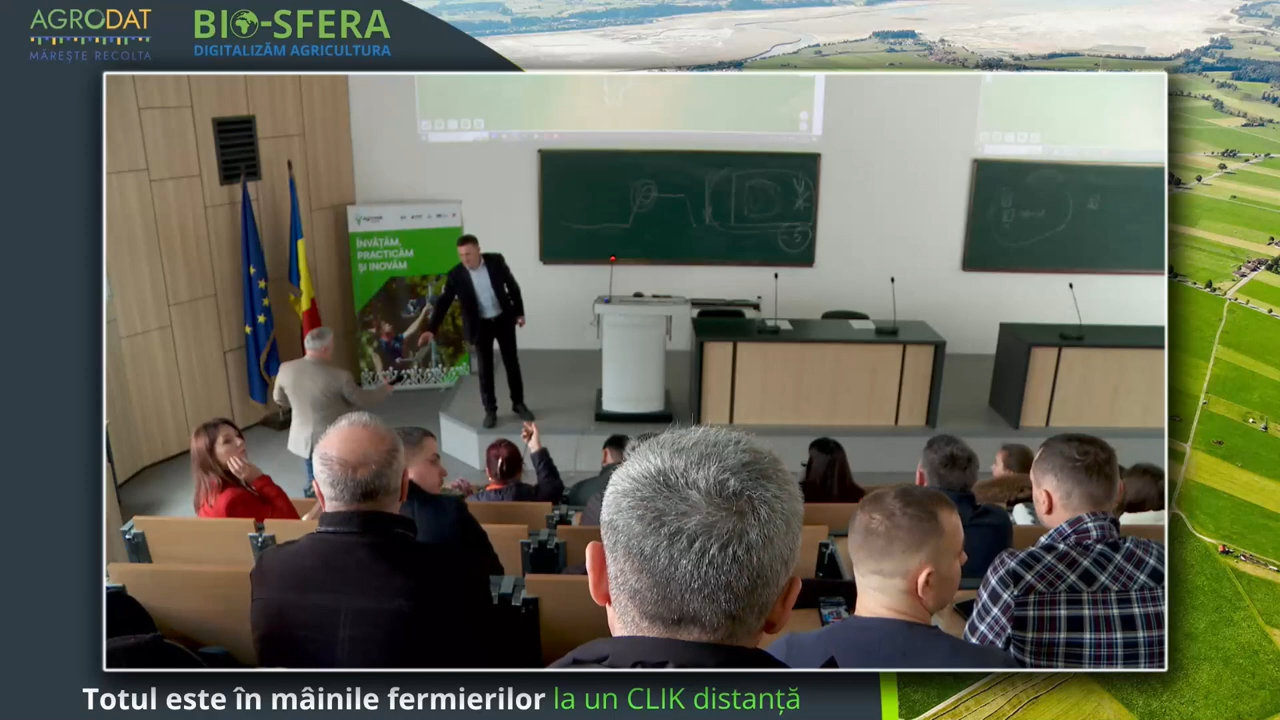 AGRODAT
MĂREȘTE RECOLTA
BIO-SFERA
DIGITALIZĂM AGRICULTURA
ÎNVĂȚĂM,
PRACTICĂM
ȘI INOVĂM
Totul este în mâinile fermierilor la un CLIK distanță